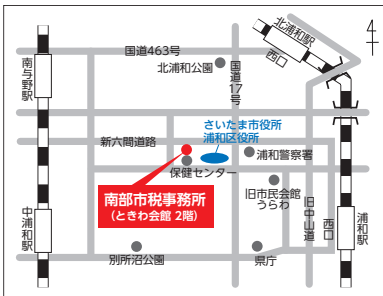 国道463号
北浦和駅
西口
北浦和公園
南与野駅
国道17号
さいたま市役所
浦和区役所
新六間道路
浦和警察署
保健センター
南部市税事務所
(ときわ会館 2階)
旧市民会館
うらわ
旧中山道
西口
浦和駅
中浦和駅
別所沼公園
県庁